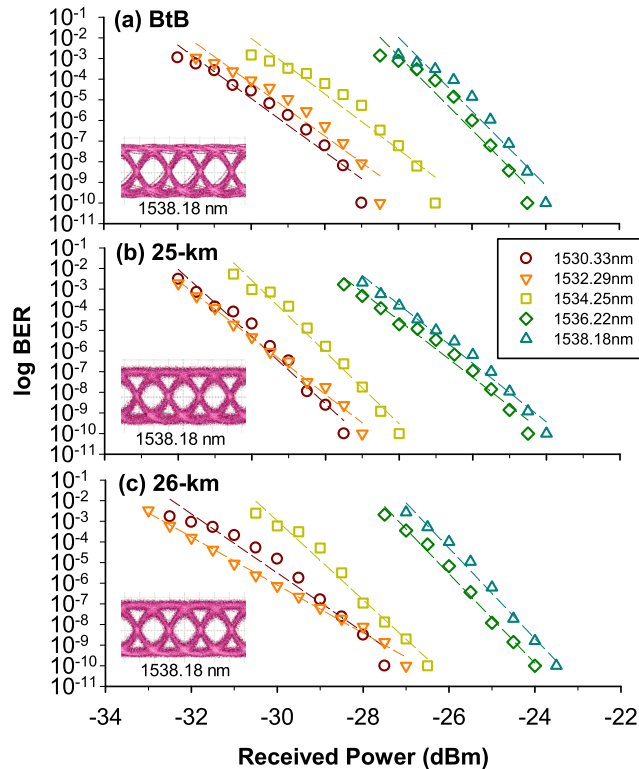 (a) BtB
10-1
10-2
10-3
10-4
10-5
10-6
10-7
10-8
10-9
10-10
10-11
1538.18 nm
(b) 25-km
10-1
10-2
10-3
10-4
10-5
10-6
10-7
10-8
10-9
10-10
10-11
1538.18 nm
1530.33nm
1532.29nm
1534.25nm
1536.22nm
1538.18nm
log BER
(c) 26-km
10-1
10-2
10-3
10-4
10-5
10-6
10-7
10-8
10-9
10-10
10-11
1538.18 nm
-34 -32 -30 -28 -26 -24 -22
Received Power (dBm)